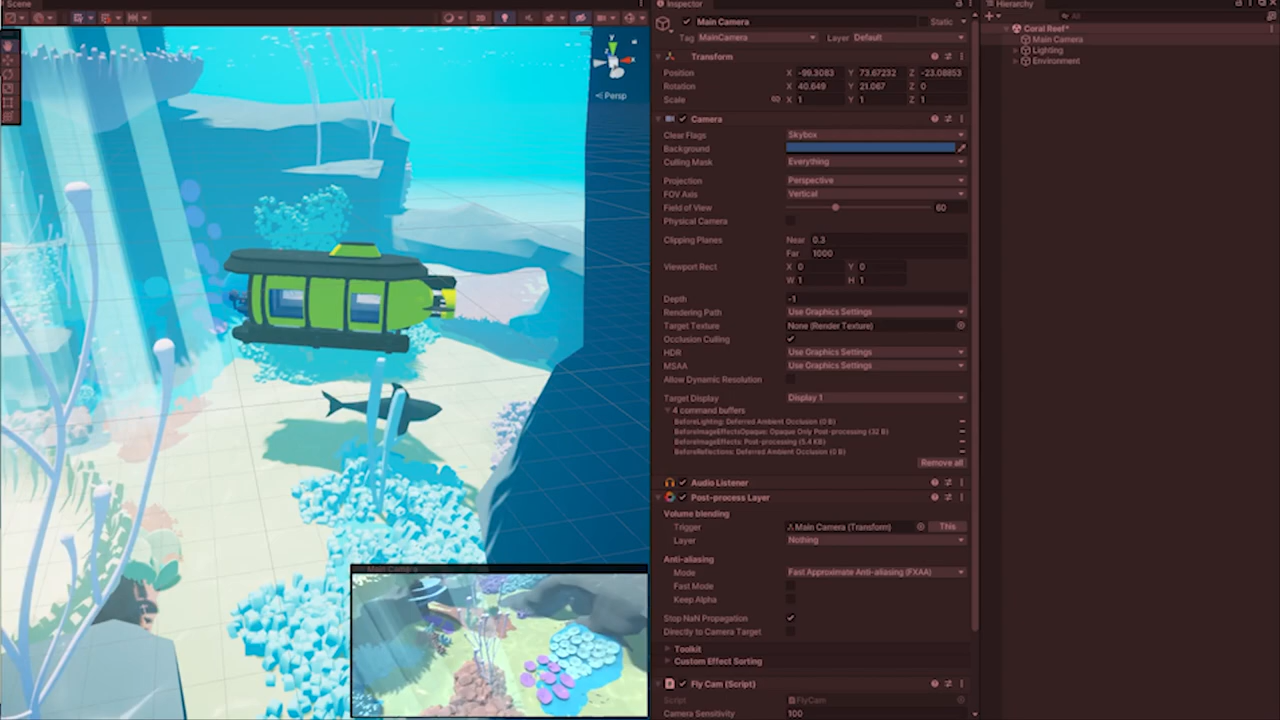 Scene
2D
y
x
z
< Persp
Main Camera
Inspector
Main Camera
Static
Tag MainCamera Layer Default
Transform
Position X -99.3083 Y 73.67232 Z -23.08853
Rotation X 40.649 Y 21.067 Z 0
Scale X 1 Y 1 Z 1
Camera
Clear Flags Skybox
Background
Culling Mask Everything
Projection Perspective
FOV Axis Vertical
Field of View 60
Physical Camera
Clipping Planes Near 0.3
Far 1000
Viewport Rect X 0 Y 0
W 1 H 1
Depth -1
Rendering Path Use Graphics Settings
Target Texture None (Render Texture)
Occlusion Culling
HDR Use Graphics Settings
MSAA Use Graphics Settings
Allow Dynamic Resolution
Target Display Display 1
4 command buffers
BeforeLighting: Deferred Ambient Occlusion (0 B)
BeforeImageEffectsOpaque: Opaque Only Post-processing (32 B)
BeforeImageEffects: Post-processing (5.4 KB)
BeforeReflections: Deferred Ambient Occlusion (0 B)
Remove all
Audio Listener
Post-process Layer
Volume blending
Trigger Main Camera (Transform) This
Layer Nothing
Anti-aliasing
Mode Fast Approximate Anti-aliasing (FXAA)
Fast Mode
Keep Alpha
Stop NaN Propagation
Directly to Camera Target
Toolkit
Custom Effect Sorting
Fly Cam (Script)
Script FlyCam
Camera Sensitivity 100
Hierarchy
All
Coral Reef*
Main Camera
Lighting
Environment